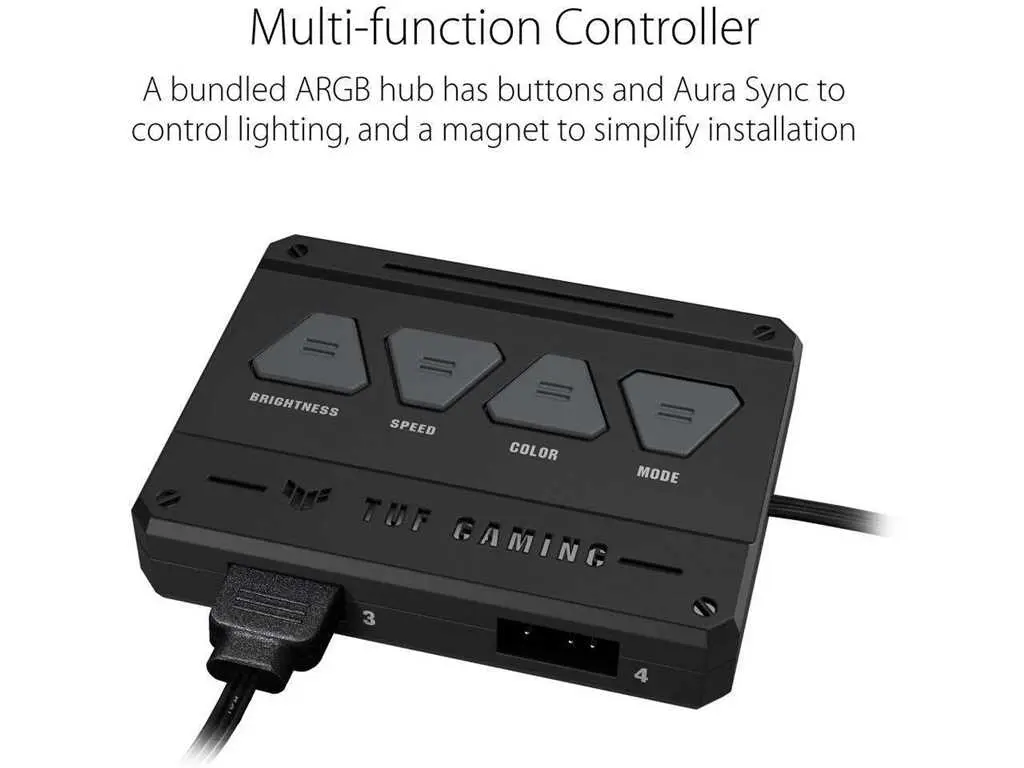 Multi-function Controller
A bundled ARGB hub has buttons and Aura Sync to
control lighting, and a magnet to simplify installation
BRIGHTNESS
SPEED
COLOR
MODE
TUF GAMING
3
4